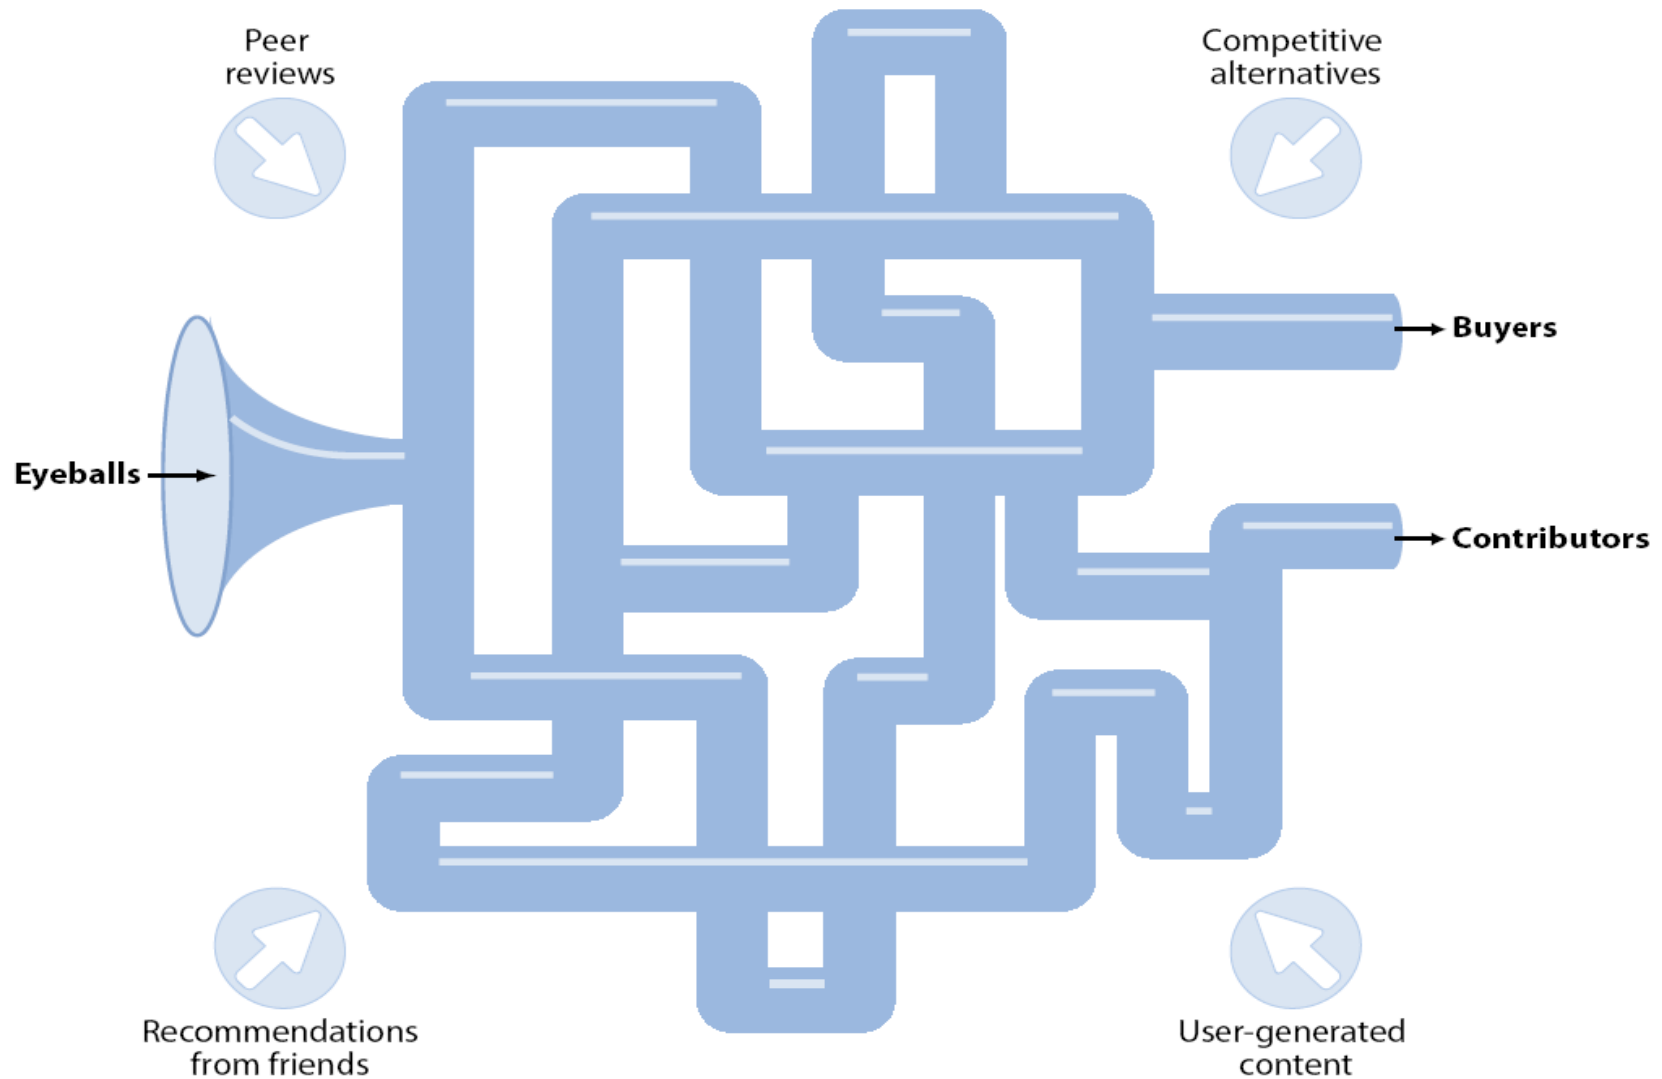 Peer
reviews
Competitive
alternatives
Buyers
Eyeballs
Contributors
Recommendations
from friends
User-generated
content